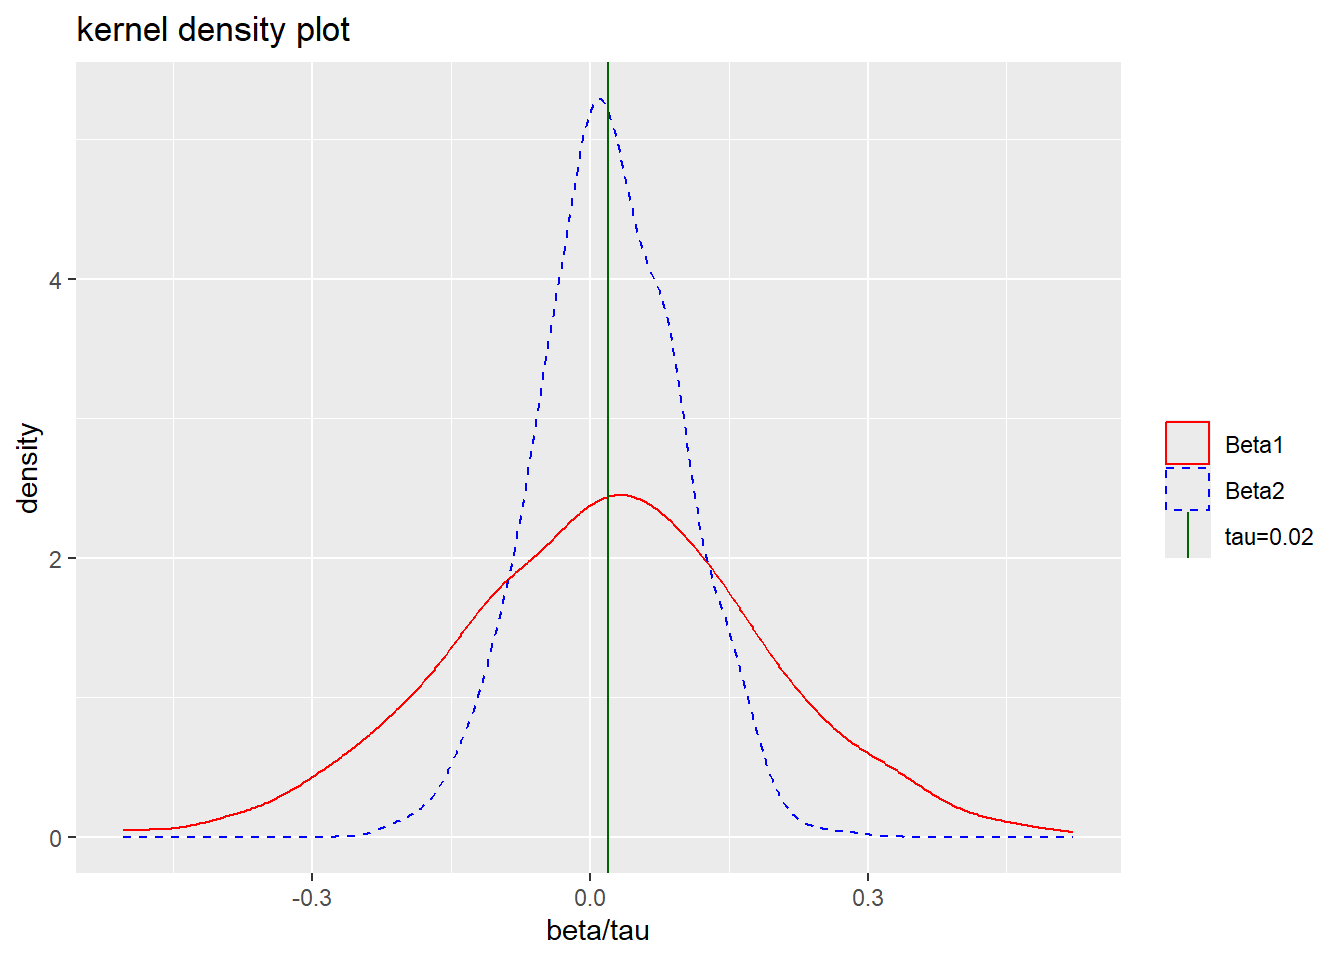 kernel density plot
density
4
2
0
-0.3
0.0
0.3
beta/tau
Beta1
Beta2
tau=0.02